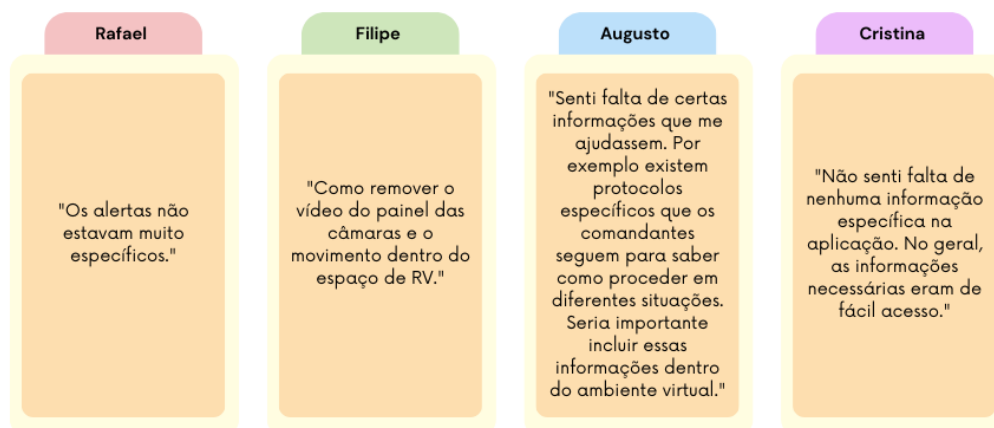 Rafael
"Os alertas não
estavam muito
específicos."
Filipe
"Como remover o
vídeo do painel das
câmaras e o
movimento dentro do
espaço de RV."
Augusto
"Senti falta de certas
informações que me
ajudassem. Por
exemplo existem
protocolos
específicos que os
comandantes
seguem para saber
como proceder em
diferentes situações.
Seria importante
incluir essas
informações dentro
do ambiente virtual."
Cristina
"Não senti falta de
nenhuma informação
específica na
aplicação. No geral,
as informações
necessárias eram de
fácil acesso."